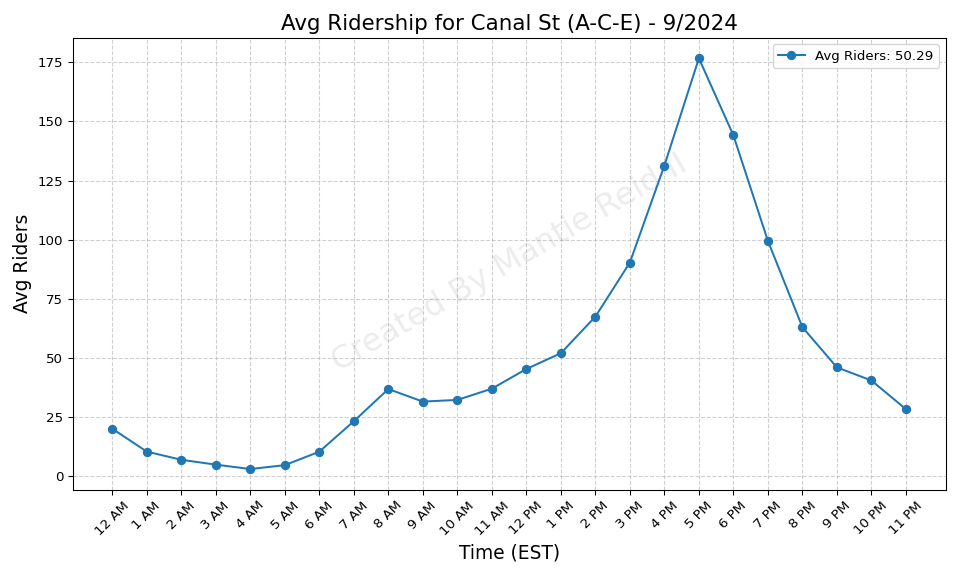 Avg Ridership for Canal St (A-C-E) - 9/2024
Avg Riders: 50.29
175
150
125
100
75
50
25
0
Avg Riders
Created By Mantie Reid II
12 AM
1 AM
2 AM
3 AM
4 AM
5 AM
6 AM
7 AM
8 AM
9 AM
10 AM
11 AM
12 PM
1 PM
2 PM
3 PM
4 PM
5 PM
6 PM
7 PM
8 PM
9 PM
10 PM
11 PM
Time (EST)